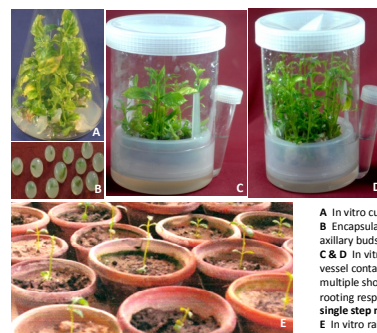 A
B
C
D
E
A In vitro cu
B Encapsula
axillary buds
C & D In vit
vessel conta
multiple sho
rooting resp
single step r
E In vitro ra